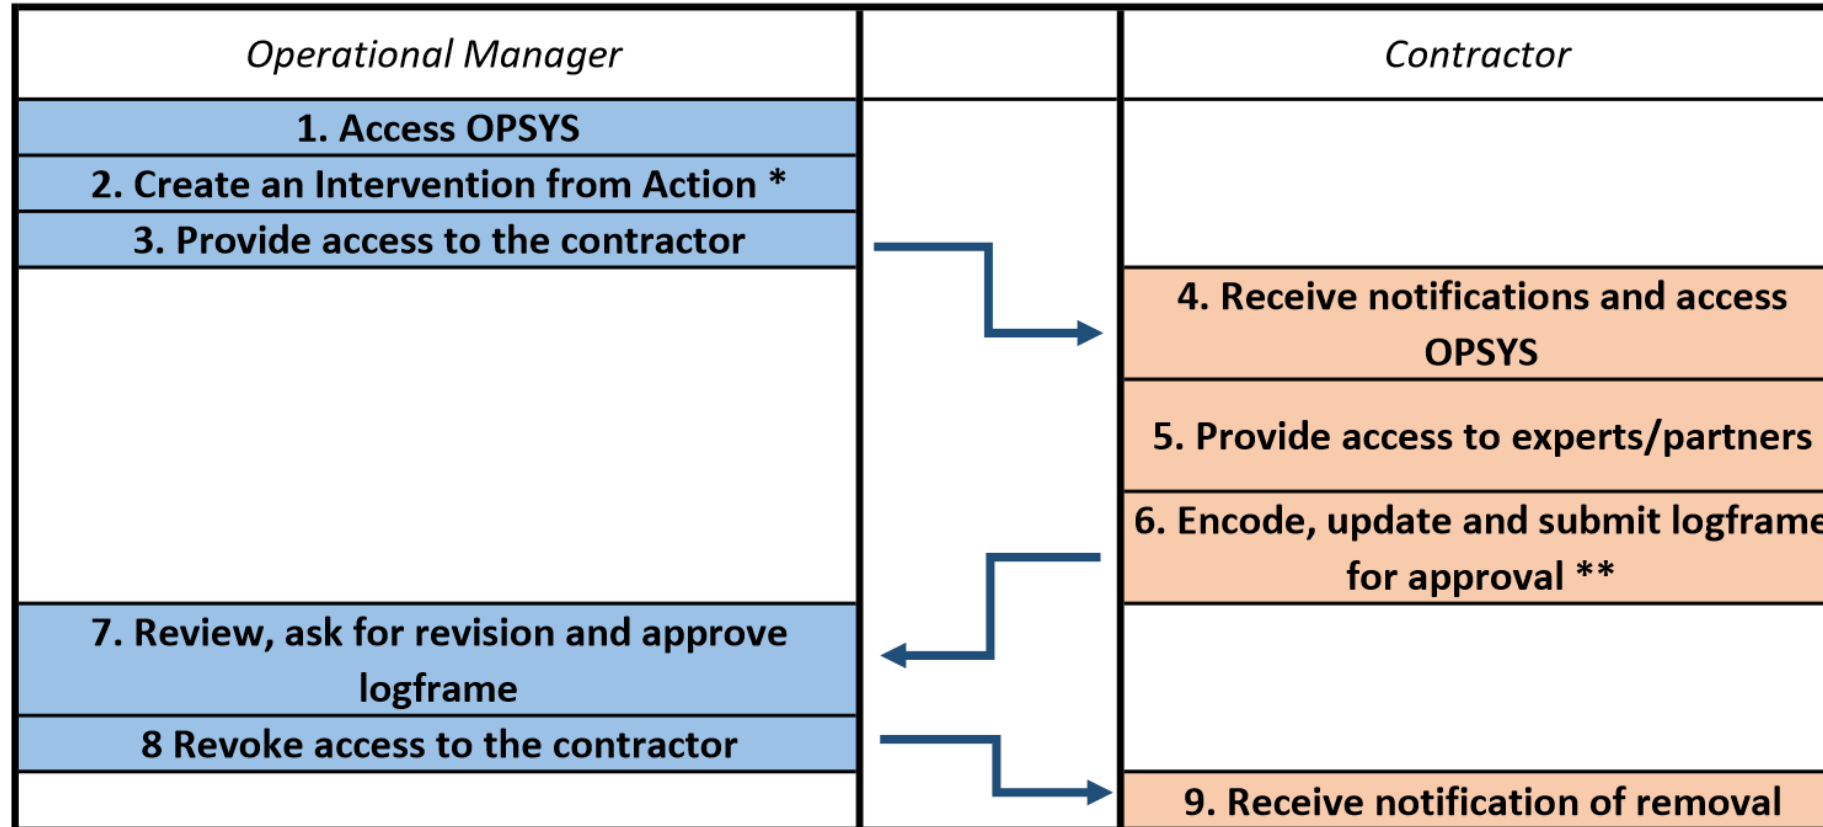 Operational Manager
Contractor
1. Access OPSYS
2. Create an Intervention from Action *
3. Provide access to the contractor
4. Receive notifications and access
OPSYS
5. Provide access to experts/partners
6. Encode, update and submit logframe
for approval **
7. Review, ask for revision and approve
logframe
8 Revoke access to the contractor
9. Receive notification of removal